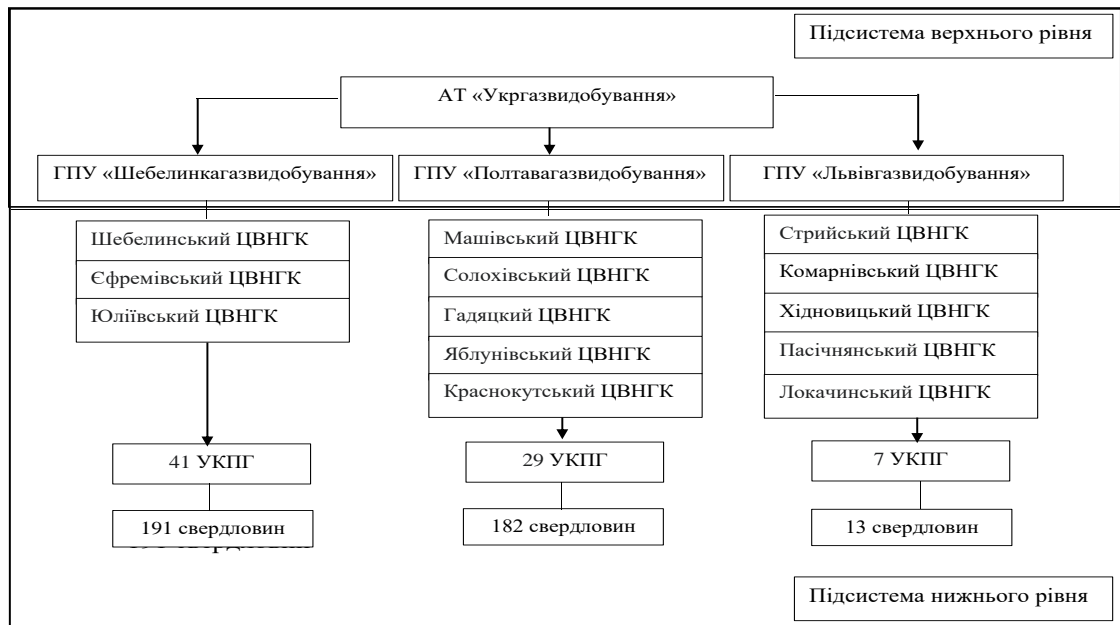 Підсистема верхнього рівня
АТ «Укргазвидобування»
ГПУ «Шебелинкагазвидобування»
ГПУ «Полтавагазвидобування»
ГПУ «Львівгазвидобування»
Шебелинський ЦВНГК
Єфремівський ЦВНГК
Юліївський ЦВНГК
Машівський ЦВНГК
Солохівський ЦВНГК
Гадяцкий ЦВНГК
Яблунівський ЦВНГК
Краснокутський ЦВНГК
Стрийський ЦВНГК
Комарнівський ЦВНГК
Хідновицький ЦВНГК
Пасічнянський ЦВНГК
Локачинський ЦВНГК
41 УКПГ
29 УКПГ
7 УКПГ
191 свердловин
182 свердловин
13 свердловин
Підсистема нижнього рівня